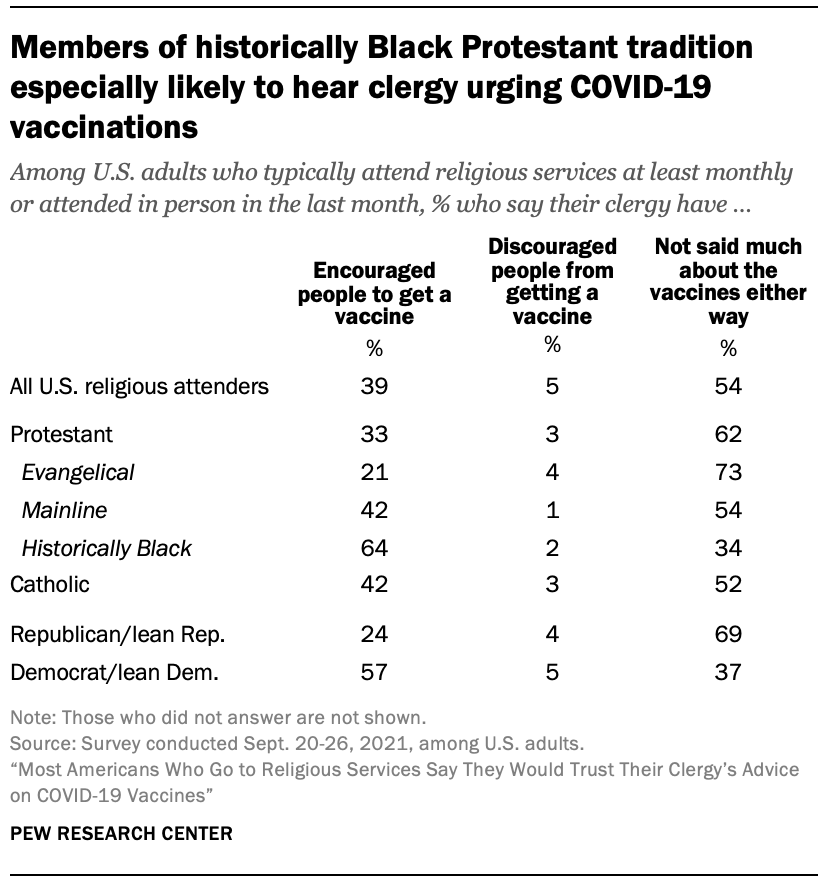 Members of historically Black Protestant tradition
especially likely to hear clergy urging COVID-19
vaccinations
Among U.S. adults who typically attend religious services at least monthly
or attended in person in the last month, % who say their clergy have ...
Encouraged people to get a vaccine Discouraged people from getting a vaccine Not said much about the vaccines either way
% % %
All U.S. religious attenders 39 5 54
Protestant 33 3 62
Evangelical 21 4 73
Mainline 42 1 54
Historically Black 64 2 34
Catholic 42 3 52
Republican/lean Rep. 24 4 69
Democrat/lean Dem. 57 5 37
Note: Those who did not answer are not shown.
Source: Survey conducted Sept. 20-26, 2021, among U.S. adults.
“Most Americans Who Go to Religious Services Say They Would Trust Their Clergy’s Advice
on COVID-19 Vaccines”
PEW RESEARCH CENTER